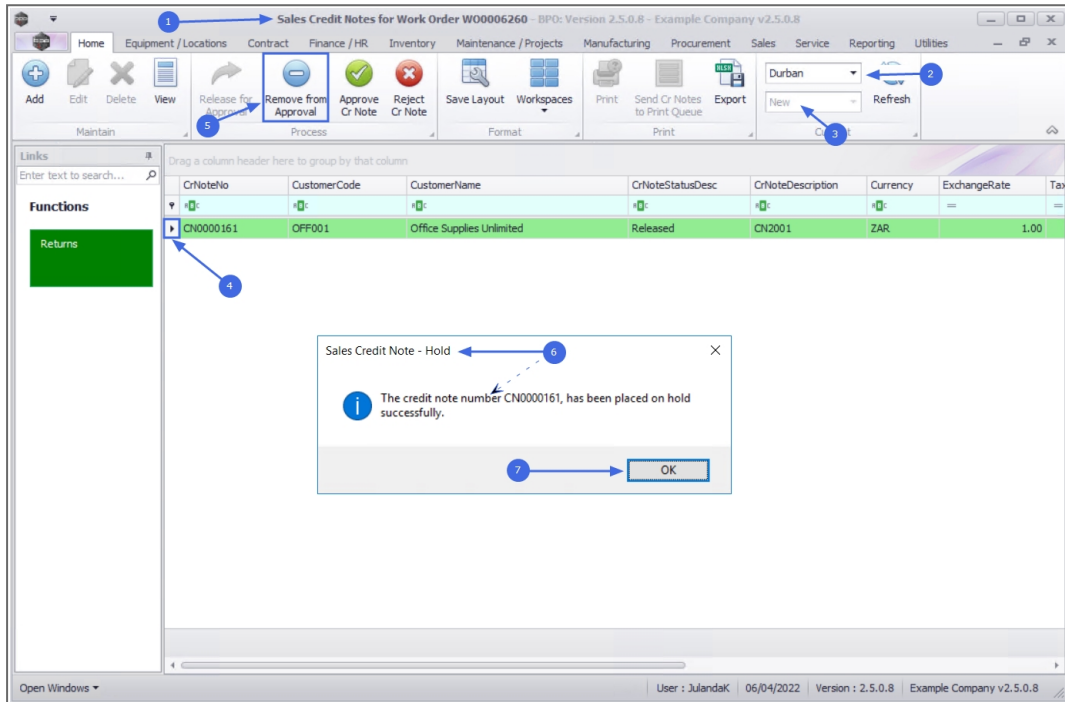 1
Sales Credit Notes for Work Order WO0006260 - BPO: Version 2.5.0.8 - Example Company v2.5.0.8
Home Equipment / Locations Contract Finance / HR Inventory Maintenance / Projects Manufacturing Procurement Sales Service Reporting Utilities
Durban
2
Add Edit Delete View Release for Approval Remove from Approval Approve Cr Note Reject Cr Note Save Layout Workspaces Print Send Cr Notes to Print Queue Export New Refresh
5
3
Maintain Process Format Print
Links
Drag a column header here to group by that column
Enter text to search...
CrNoteNo CustomerCode CustomerName CrNoteStatusDesc CrNoteDescription Currency ExchangeRate Tax
Functions
= =
CN0000161 OFF001 Office Supplies Unlimited Released CN2001 ZAR 1.00
Returns
4
Sales Credit Note - Hold
6
The credit note number CN0000161, has been placed on hold
successfully.
7
OK
Open Windows User : JulandaK 06/04/2022 Version : 2.5.0.8 Example Company v2.5.0.8